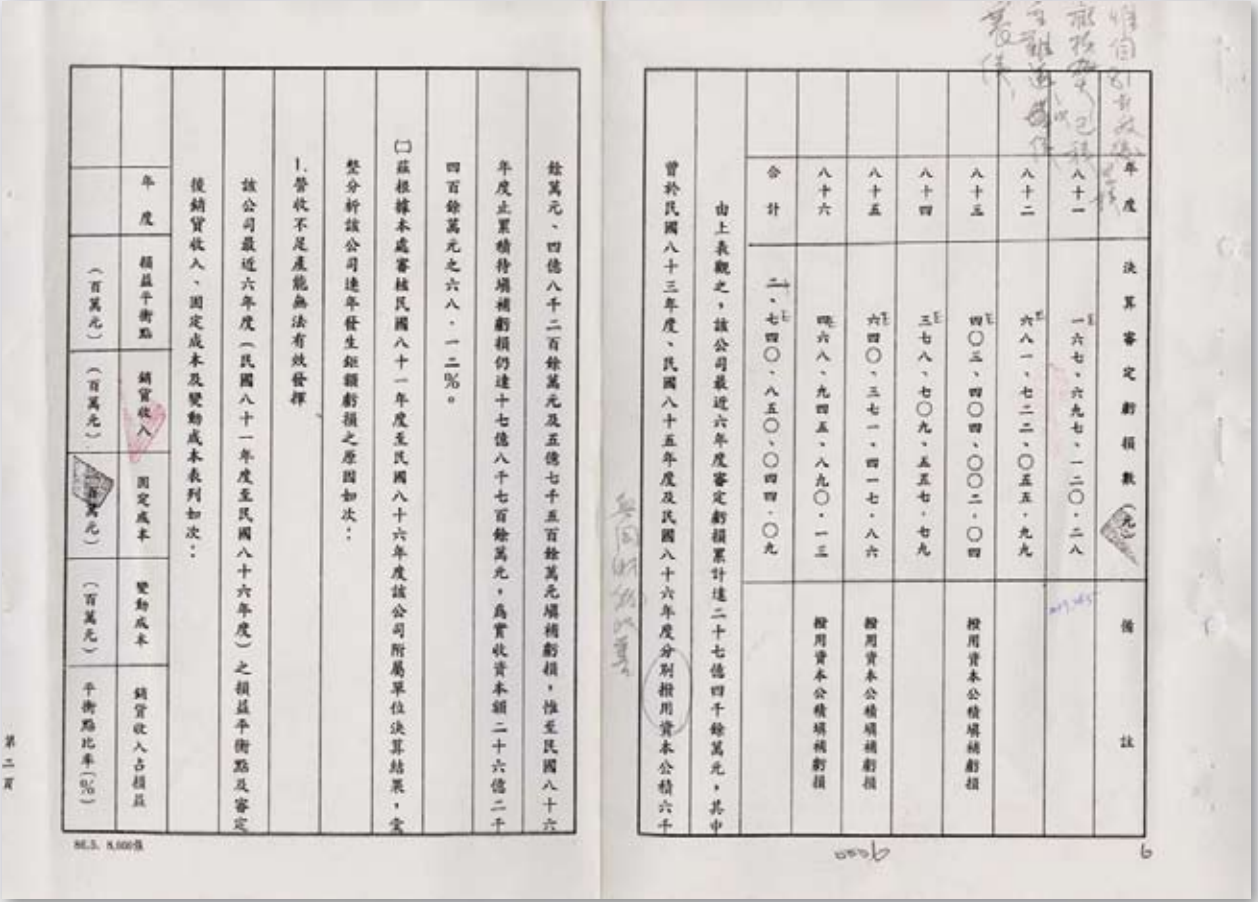 年度 決算審定虧損數(元) 備註
八十一 一六七、六九七、一二〇·二八
八十二 六八一、七二二、〇五五·九九
八十三 四〇三、四〇四、〇〇二·〇四 撥用資本公積填補虧損
八十四 三七八、七〇九、五五七·七九
八十五 六四〇、三七一、四一七·八六 撥用資本公積填補虧損
八十六 四六八、九四五、八九〇·一三 撥用資本公積填補虧損
合計 二、七四〇、八五〇、〇四四·〇九
由上表觀之，該公司最近六年度審定虧損累計達二十七億四千餘萬元，其中
曾於民國八十三年度、民國八十五年度及民國八十六年度分別撥用資本公積六千
6
0006
餘萬元、四億八千二百餘萬元及五億七千五百餘萬元填補虧損，惟至民國八十六
年度止累積待填補虧損仍達十七億八千七百餘萬元，為實收資本額二十六億二千
四百餘萬元之六八·一二%。
(二)茲根據本處審核民國八十一年度至民國八十六年度該公司附屬單位決算結果，彙
整分析該公司連年發生鉅額虧損之原因如次：
1.營收不足產能無法有效發揮
該公司最近六年度（民國八十一年度至民國八十六年度）之損益平衡點及審定
後銷貨收入、固定成本及變動成本表列如次：
年度 損益平衡點 銷貨收入 固定成本 變動成本 銷貨收入占損益
（百萬元） （百萬元） 百萬元） （百萬元） 平衡點比率(%)
第二頁
86.5. 8,000張